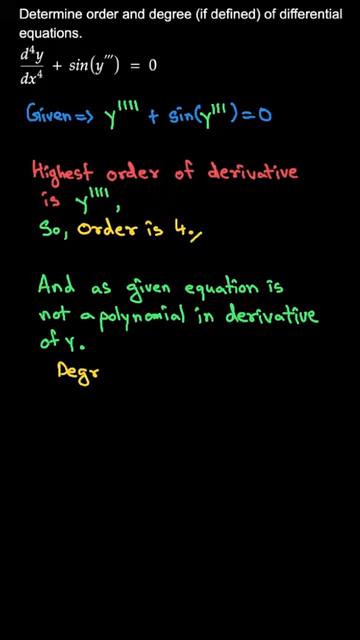 Determine order and degree (if defined) of differential
equations.
d⁴y/dx⁴ + sin(y‴) = 0
Given => y'''' + sin(y''') = 0
Highest order of derivative
is y'''',
So, order is 4.
And as given equation is
not a polynomial in derivative
of y.
Degr